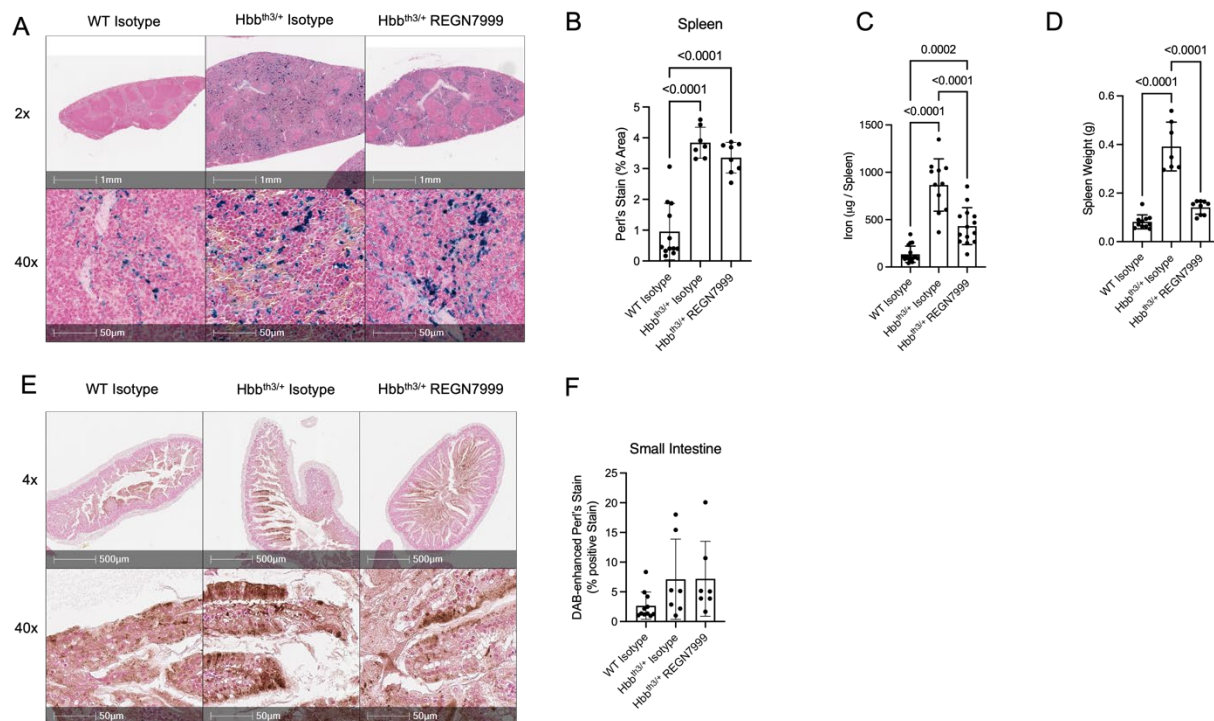 A
WT Isotype
Hbbth3/+ Isotype
Hbbth3/+ REGN7999
2x
1mm
1mm
1mm
40x
50µm
50µm
50µm
B
Spleen
<0.0001
<0.0001
Perl's Stain (% Area)
6
5
4
3
2
1
0
WT Isotype
Hbbth3/+ Isotype
Hbbth3/+ REGN7999
C
0.0002
<0.0001
<0.0001
Iron (µg / Spleen)
1500
1000
500
0
WT Isotype
Hbbth3/+ Isotype
Hbbth3/+ REGN7999
D
<0.0001
<0.0001
Spleen Weight (g)
0.6
0.4
0.2
0.0
WT Isotype
Hbbth3/+ Isotype
Hbbth3/+ REGN7999
E
WT Isotype
Hbbth3/+ Isotype
Hbbth3/+ REGN7999
4x
500µm
500µm
500µm
40x
50µm
50µm
50µm
F
Small Intestine
DAB-enhanced Perl's Stain
(% positive Stain)
25
20
15
10
5
0
WT Isotype
Hbbth3/+ Isotype
Hbbth3/+ REGN7999